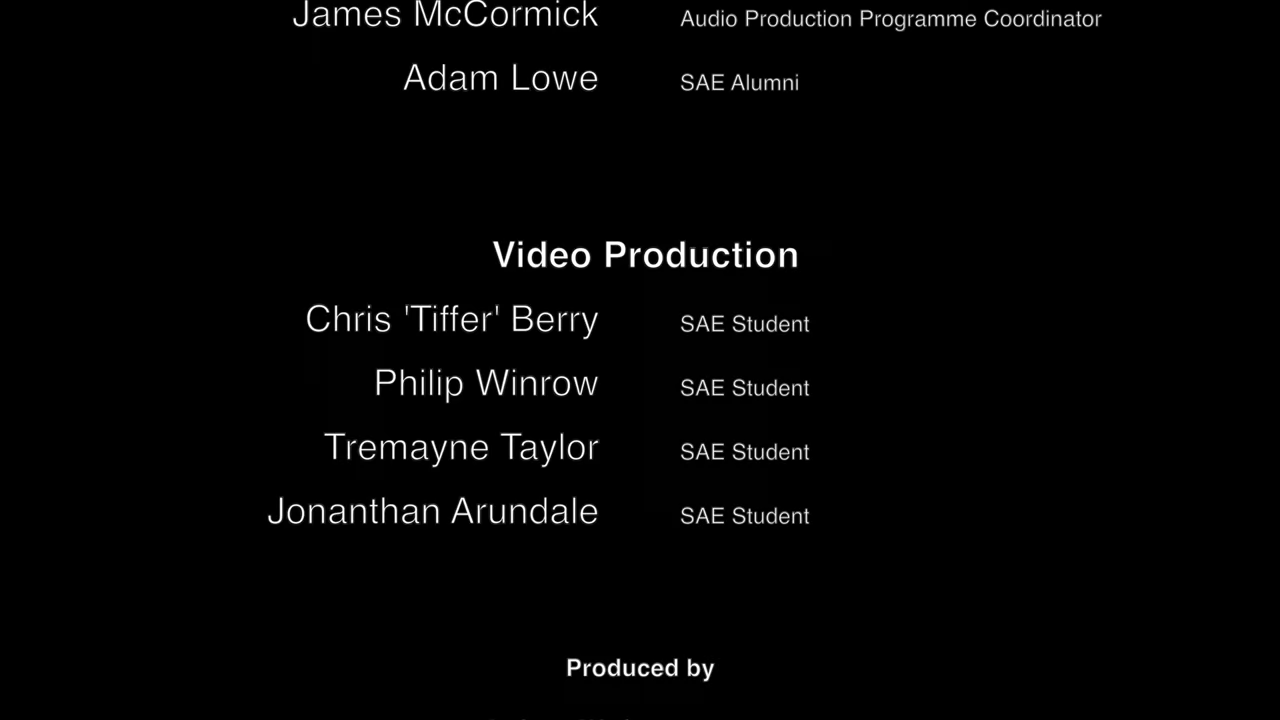 James McCormick Audio Production Programme Coordinator
Adam Lowe SAE Alumni
Video Production
Chris 'Tiffer' Berry SAE Student
Philip Winrow SAE Student
Tremayne Taylor SAE Student
Jonanthan Arundale SAE Student
Produced by